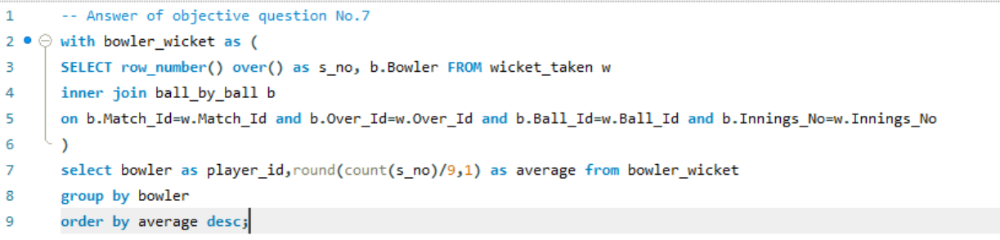 1 -- Answer of objective question No.7
2 with bowler_wicket as (
3 SELECT row_number() over() as s_no, b.Bowler FROM wicket_taken w
4 inner join ball_by_ball b
5 on b.Match_Id=w.Match_Id and b.Over_Id=w.Over_Id and b.Ball_Id=w.Ball_Id and b.Innings_No=w.Innings_No
6 )
7 select bowler as player_id,round(count(s_no)/9,1) as average from bowler_wicket
8 group by bowler
9 order by average desc;